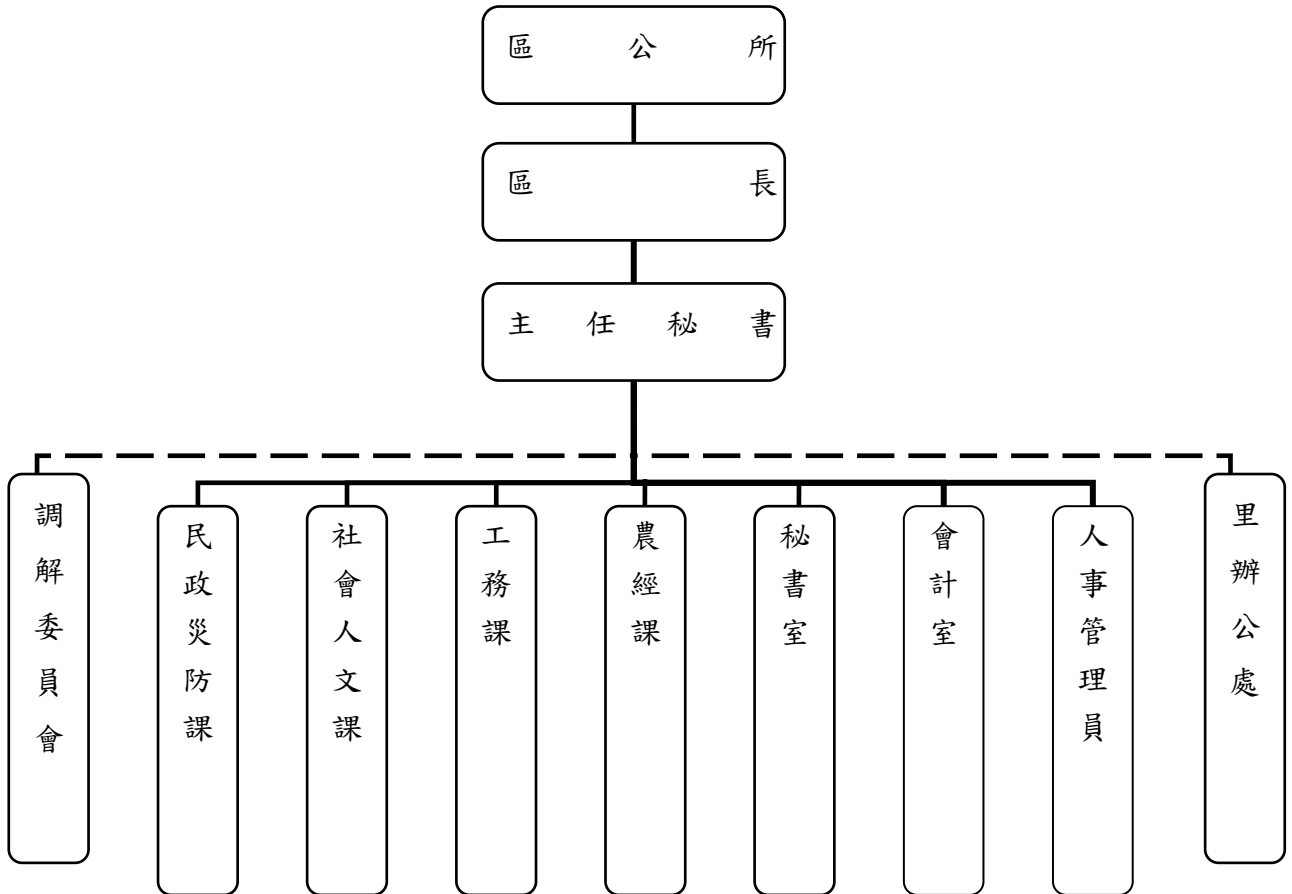 區公所
區長
主任秘書
調解委員會
民政災防課
社會人文課
工務課
農經課
秘書室
會計室
人事管理員
里辦公處